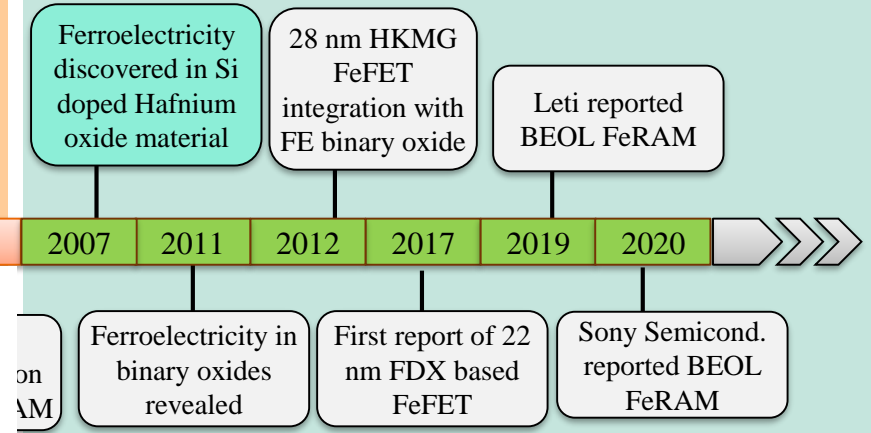 Ferroelectricity
discovered in Si
doped Hafnium
oxide material
28 nm HKMG
FeFET
integration with
FE binary oxide
Leti reported
BEOL FeRAM
2007
2011
2012
2017
2019
2020
Ferroelectricity in
binary oxides
revealed
First report of 22
nm FDX based
FeFET
Sony Semicond.
reported BEOL
FeRAM